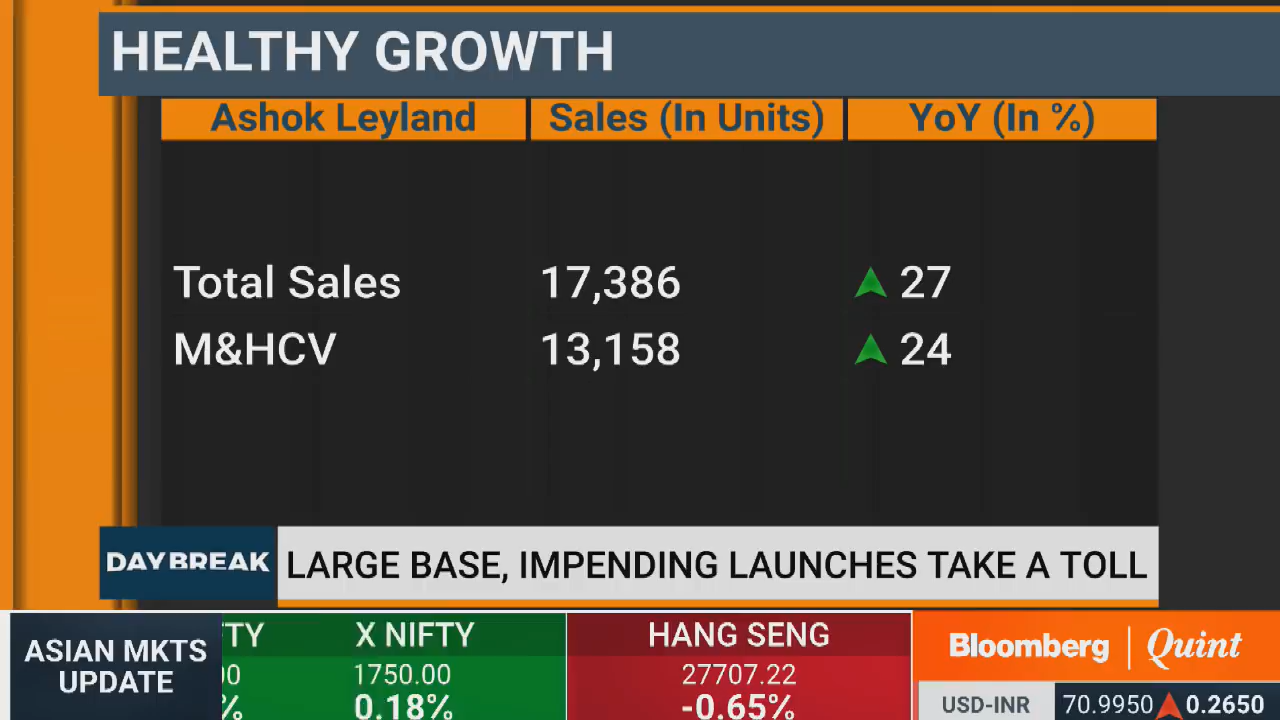 HEALTHY GROWTH
Ashok Leyland Sales (In Units) YoY (In %)
Total Sales 17,386 27
M&HCV 13,158 24
DAYBREAK LARGE BASE, IMPENDING LAUNCHES TAKE A TOLL
ASIAN MKTS
UPDATE
TY X NIFTY HANG SENG
00 1750.00 27707.22
% 0.18% -0.65%
Bloomberg | Quint
USD-INR 70.9950 0.2650